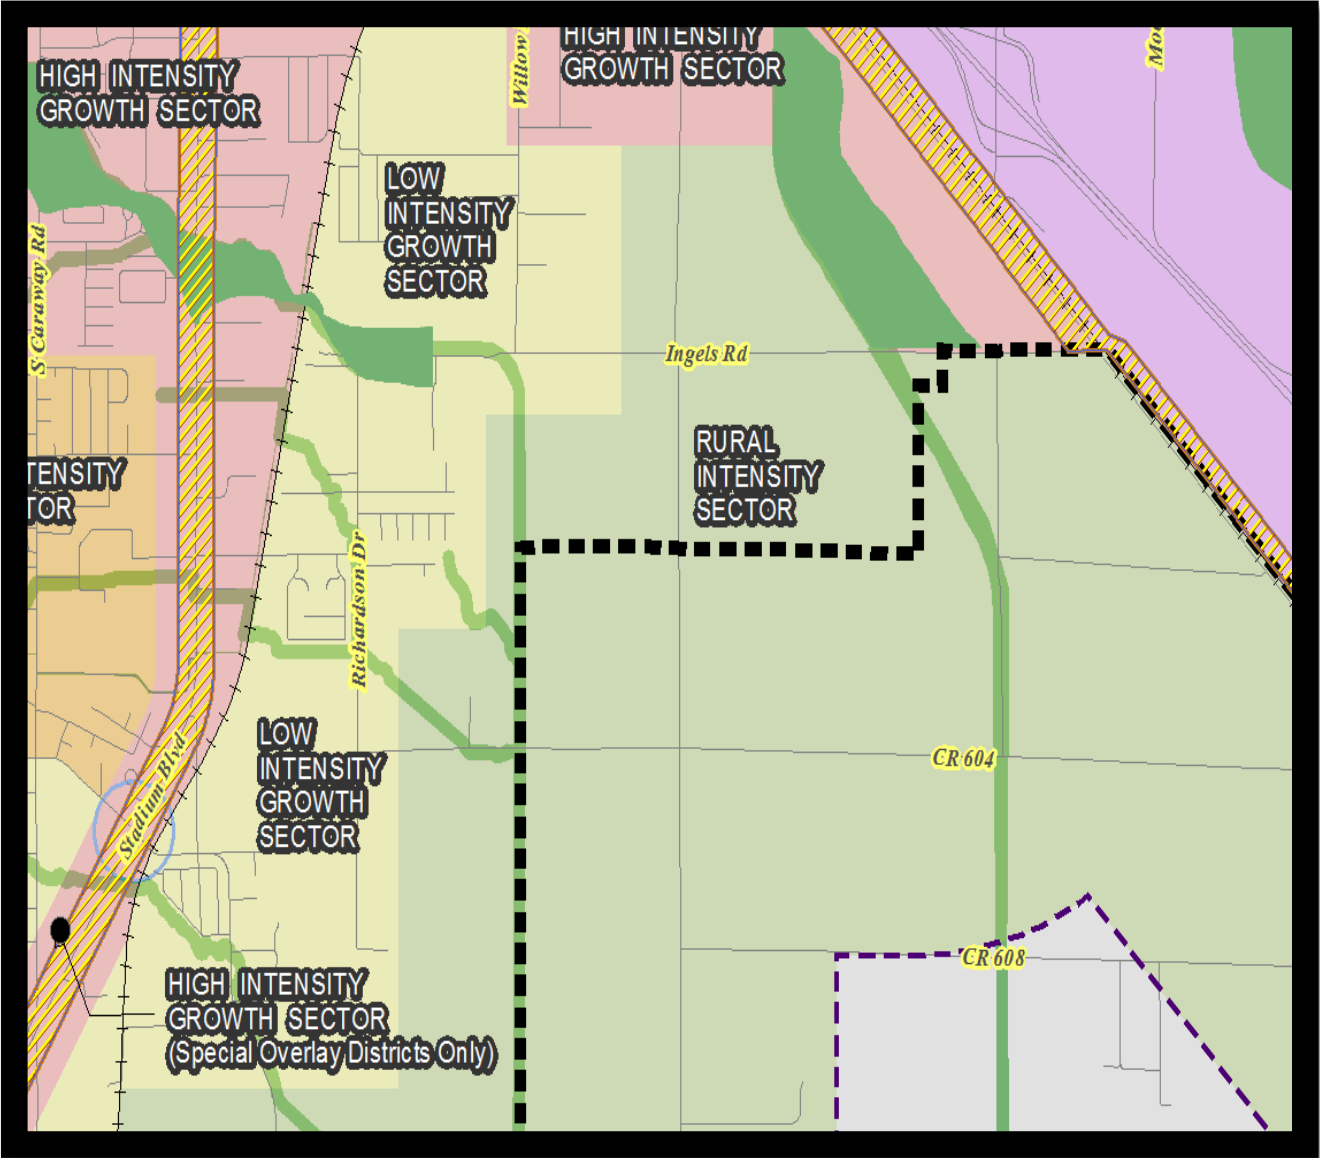 HIGH INTENSITY
GROWTH SECTOR
Willow
HIGH INTENSITY
GROWTH SECTOR
Mo
LOW
INTENSITY
GROWTH
SECTOR
S Caraway Rd
Ingels Rd
TENSITY
TOR
RURAL
INTENSITY
SECTOR
Richardson Dr
LOW
INTENSITY
GROWTH
SECTOR
Stadium Blvd
CR 604
CR 608
HIGH INTENSITY
GROWTH SECTOR
(Special Overlay Districts Only)